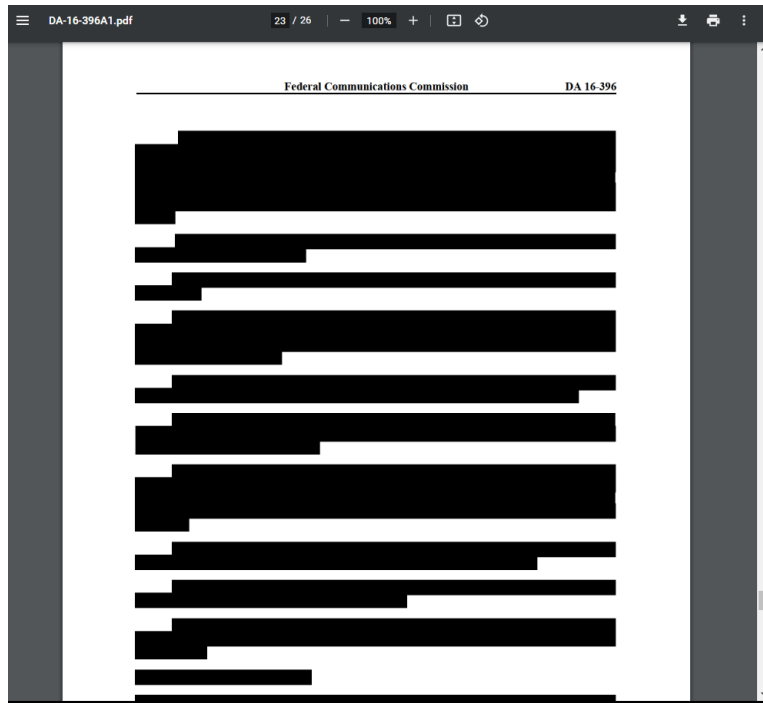 DA-16-396A1.pdf 23 / 26 100%
Federal Communications Commission DA 16-396